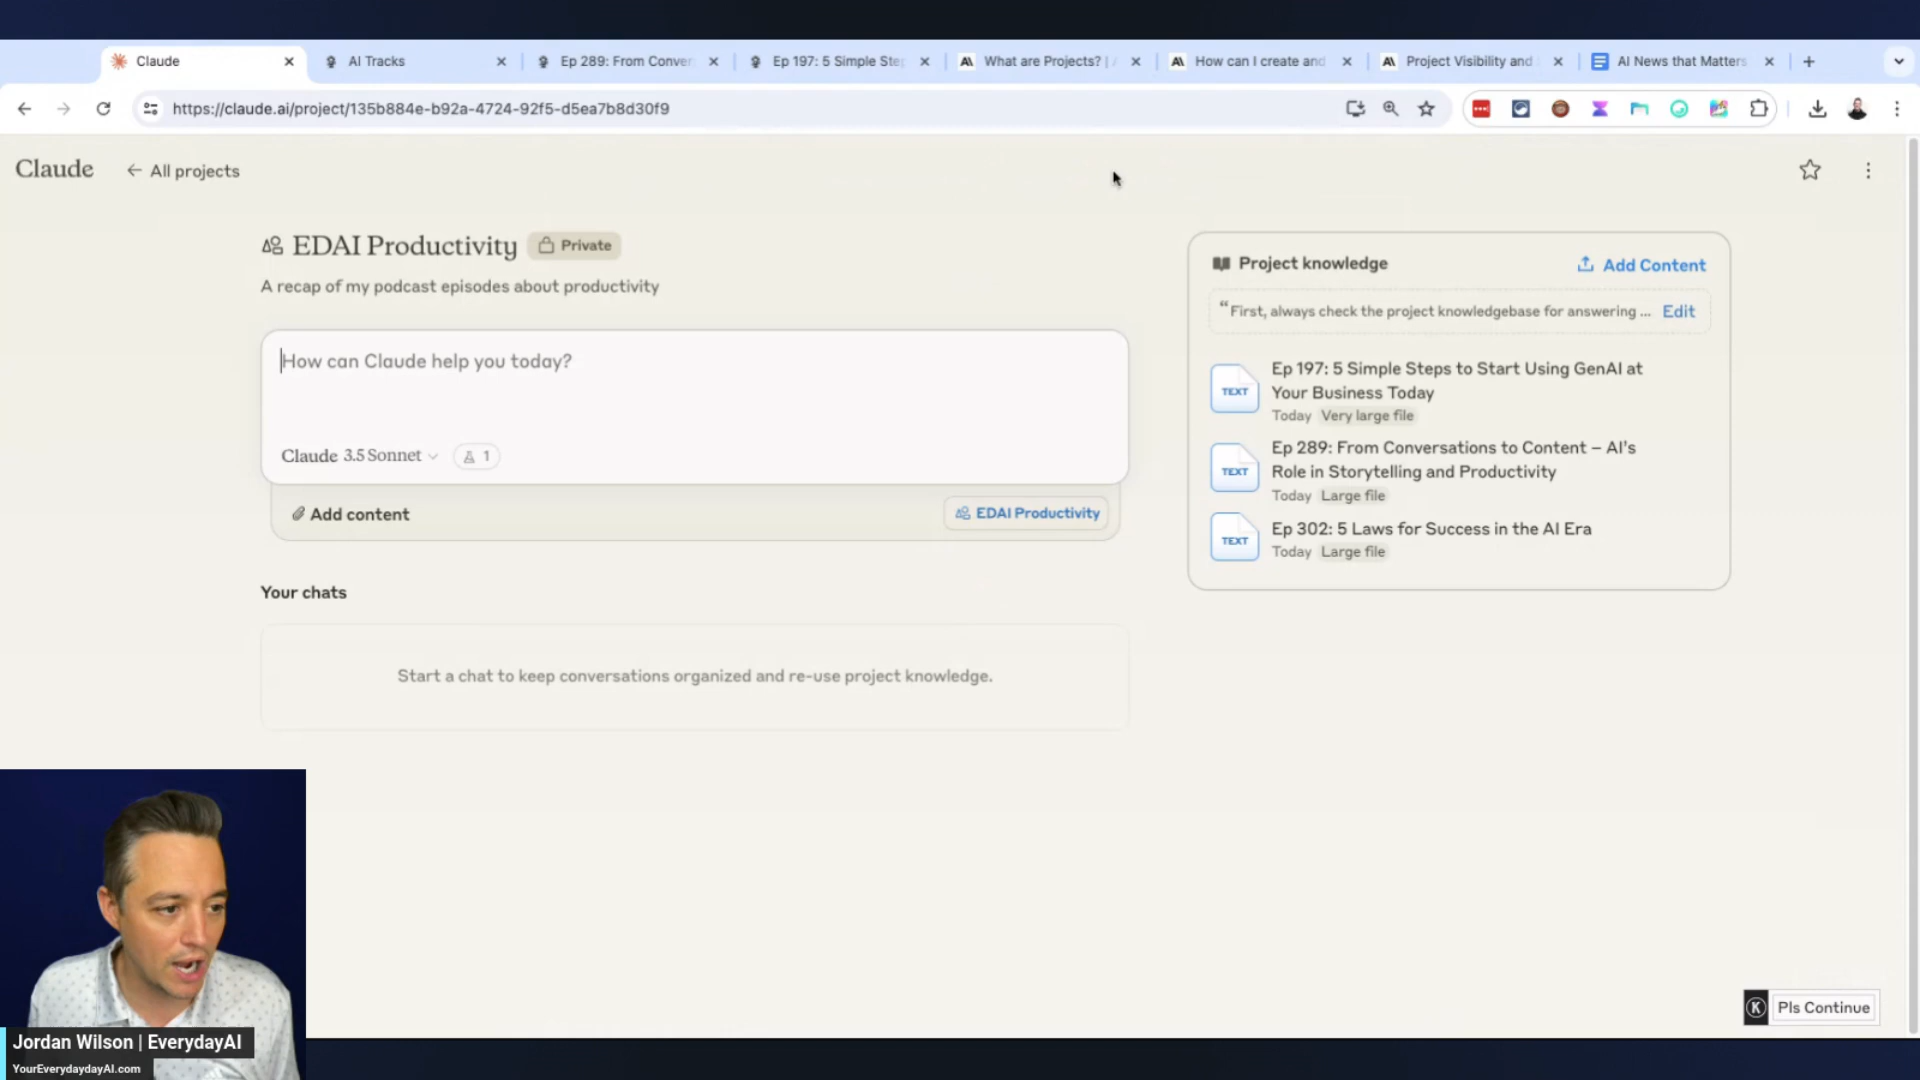 Claude
AI Tracks
Ep 289: From Conver
Ep 197: 5 Simple Ste
What are Projects? |
How can I create and
Project Visibility and
AI News that Matters
https://claude.ai/project/135b884e-b92a-4724-92f5-d5ea7b8d30f9
Claude
← All projects
EDAI Productivity
Private
A recap of my podcast episodes about productivity
How can Claude help you today?
Claude 3.5 Sonnet
1
Add content
EDAI Productivity
Your chats
Start a chat to keep conversations organized and re-use project knowledge.
Project knowledge
Add Content
“First, always check the project knowledgebase for answering ...
Edit
TEXT
Ep 197: 5 Simple Steps to Start Using GenAI at
Your Business Today
Today Very large file
TEXT
Ep 289: From Conversations to Content – AI’s
Role in Storytelling and Productivity
Today Large file
TEXT
Ep 302: 5 Laws for Success in the AI Era
Today Large file
K
Pls Continue
Jordan Wilson | EverydayAI
YourEverydaydayAI.com